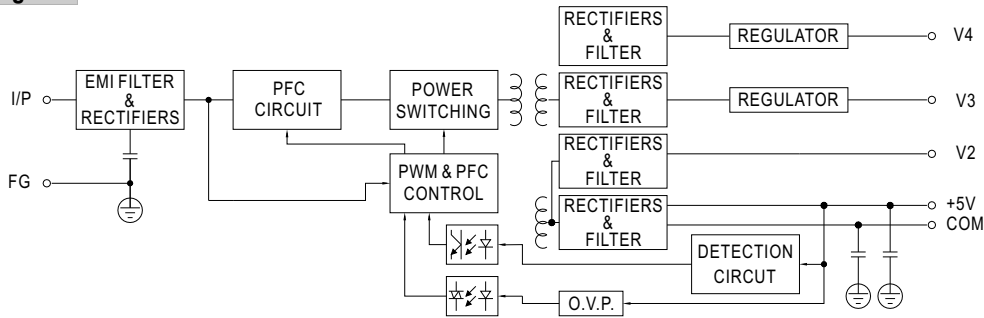 RECTIFIERS
&
FILTER
REGULATOR
V4
I/P
EMI FILTER
&
RECTIFIERS
PFC
CIRCUIT
POWER
SWITCHING
RECTIFIERS
&
FILTER
REGULATOR
V3
FG
PWM & PFC
CONTROL
RECTIFIERS
&
FILTER
V2
RECTIFIERS
&
FILTER
+5V
COM
DETECTION
CIRCUT
O.V.P.